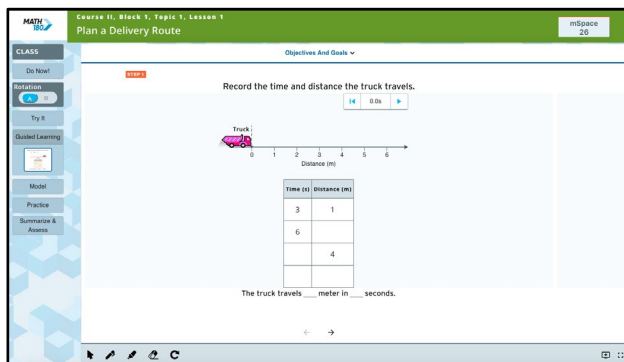 MATH 180
Course II, Block 1, Topic 1, Lesson 1
Plan a Delivery Route
mSpace
26
CLASS
Do Now!
Rotation
A B
Try It
Guided Learning
Model
Practice
Summarize & Assess
Objectives And Goals
STEP 1
Record the time and distance the truck travels.
0.0s
Truck
0 1 2 3 4 5 6
Distance (m)
Time (s) Distance (m)
3 1
6
4
The truck travels ___ meter in ___ seconds.